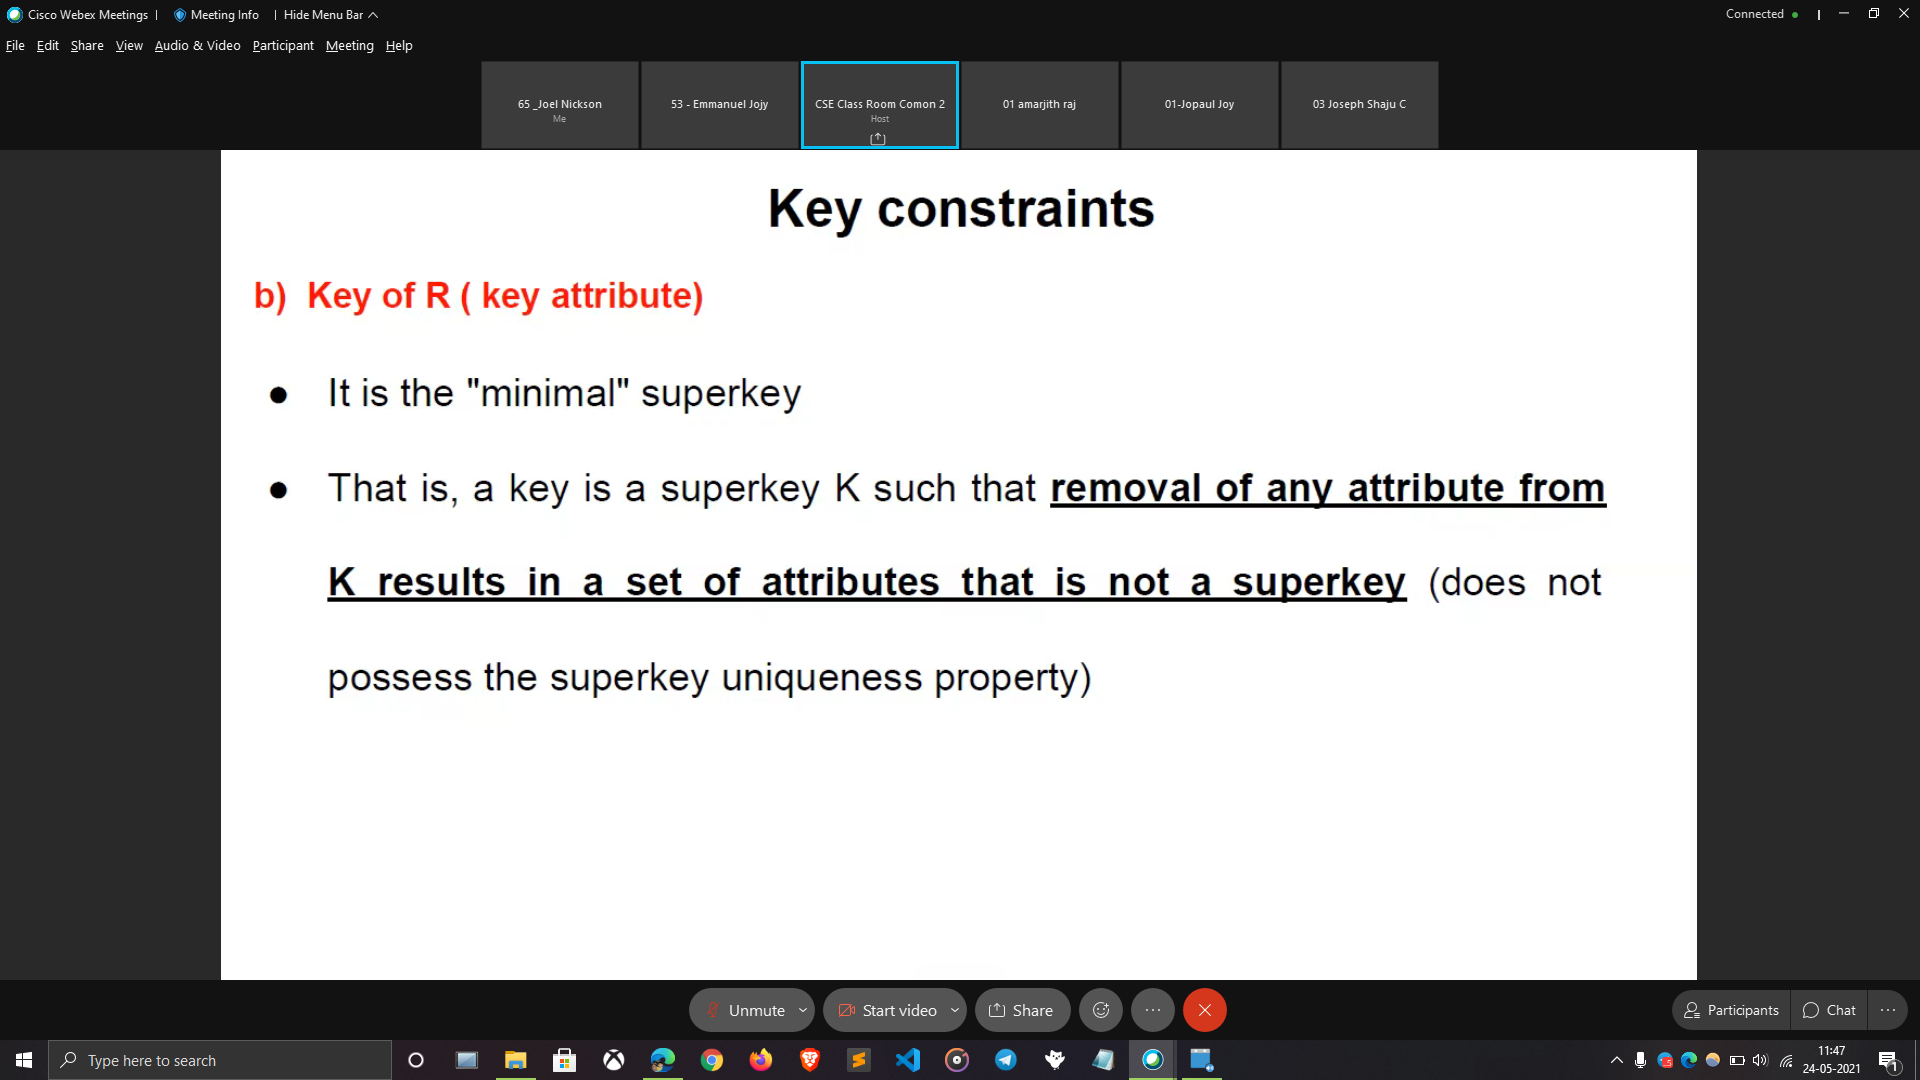 Cisco Webex Meetings | Meeting Info | Hide Menu Bar
Connected
File Edit Share View Audio & Video Participant Meeting Help
65 _Joel Nickson
Me
53 - Emmanuel Jojy
CSE Class Room Comon 2
Host
01 amarjith raj
01-Jopaul Joy
03 Joseph Shaju C
Key constraints
b) Key of R ( key attribute)
● It is the "minimal" superkey
● That is, a key is a superkey K such that removal of any attribute from
K results in a set of attributes that is not a superkey (does not
possess the superkey uniqueness property)
Unmute
Start video
Share
Participants
Chat
Type here to search
11:47
24-05-2021
1